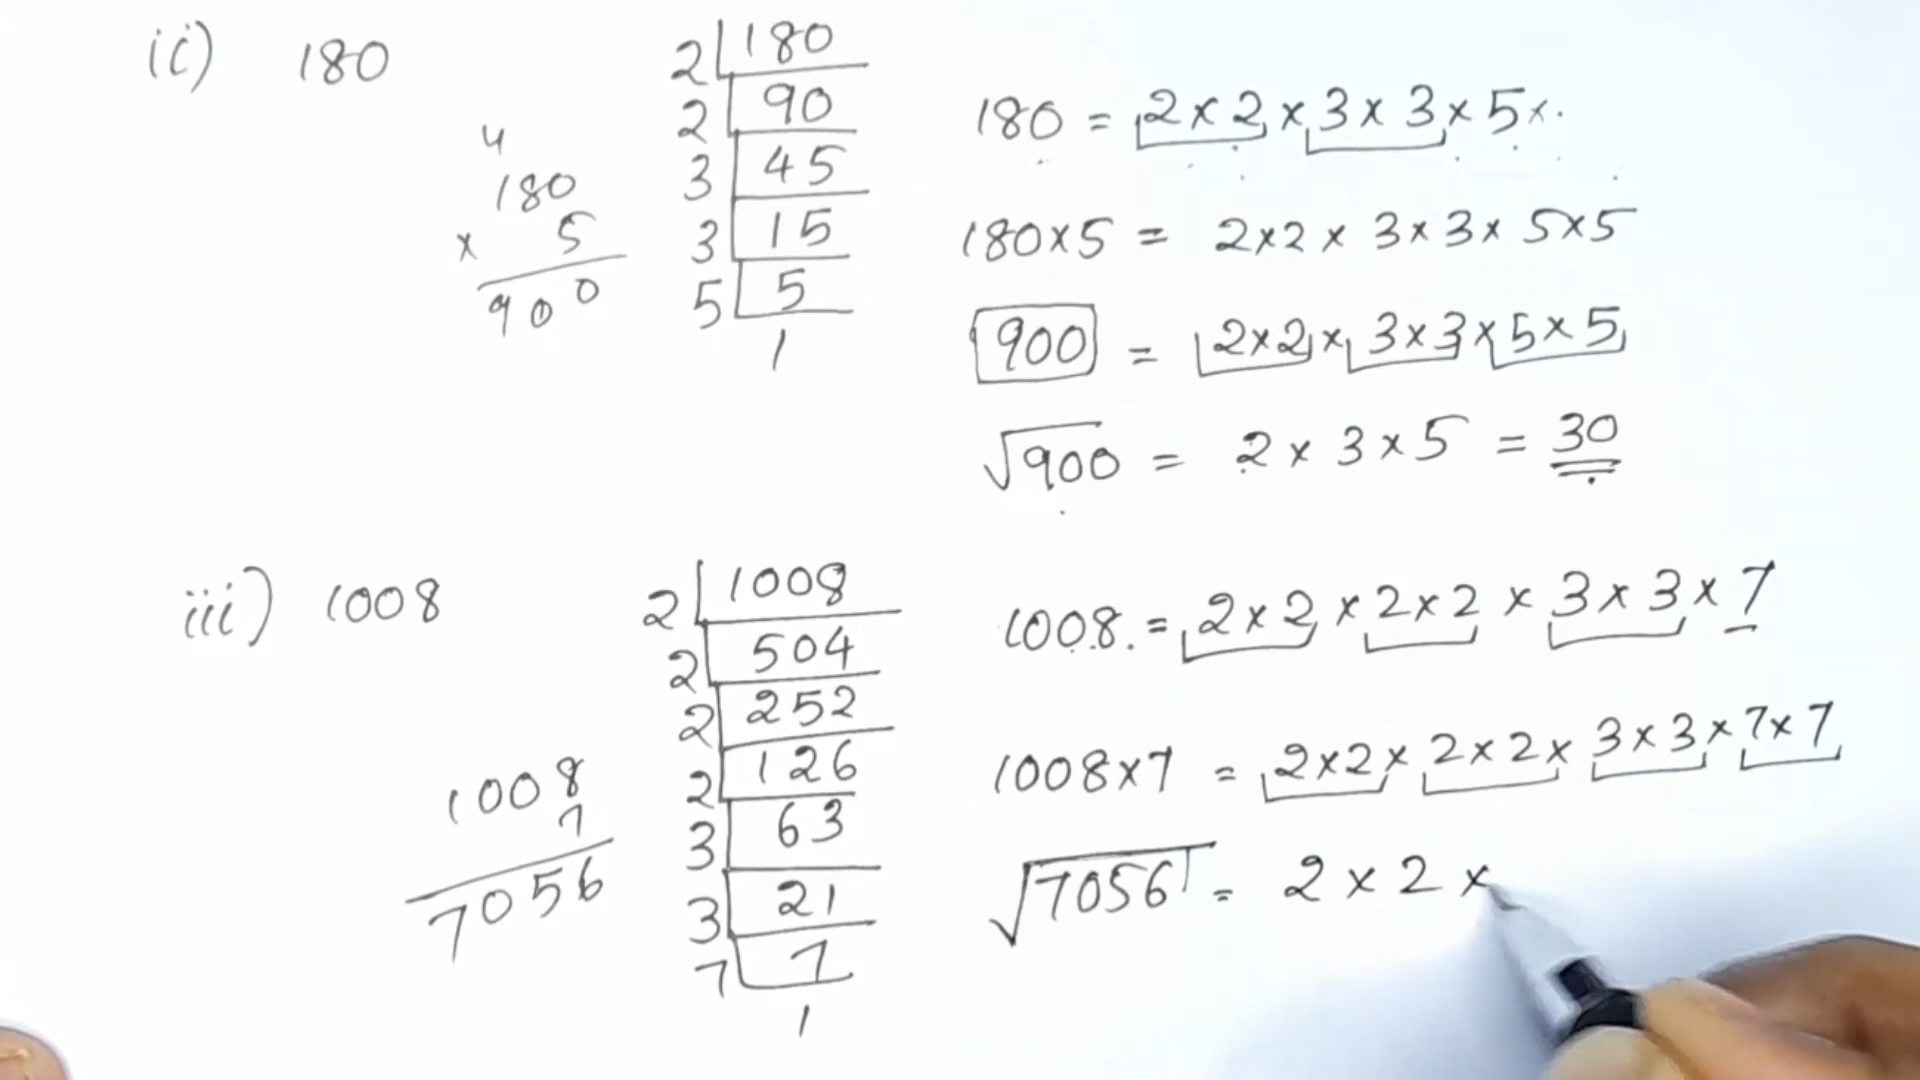 ii) 180
2 180
2 90
3 45
3 15
5 5
1
4
180
x 5
900
180 = 2 × 2 × 3 × 3 × 5 ×
180×5 = 2×2 × 3×3× 5×5
900 = 2×2 × 3×3 × 5×5
√900 = 2 × 3 × 5 = 30
iii) 1008
2 1008
2 504
2 252
2 126
3 63
3 21
7 7
1
1008
7
7056
1008 = 2×2 × 2×2 × 3×3 × 7
1008×7 = 2×2 × 2×2 × 3×3 × 7×7
√7056 = 2 × 2 ×